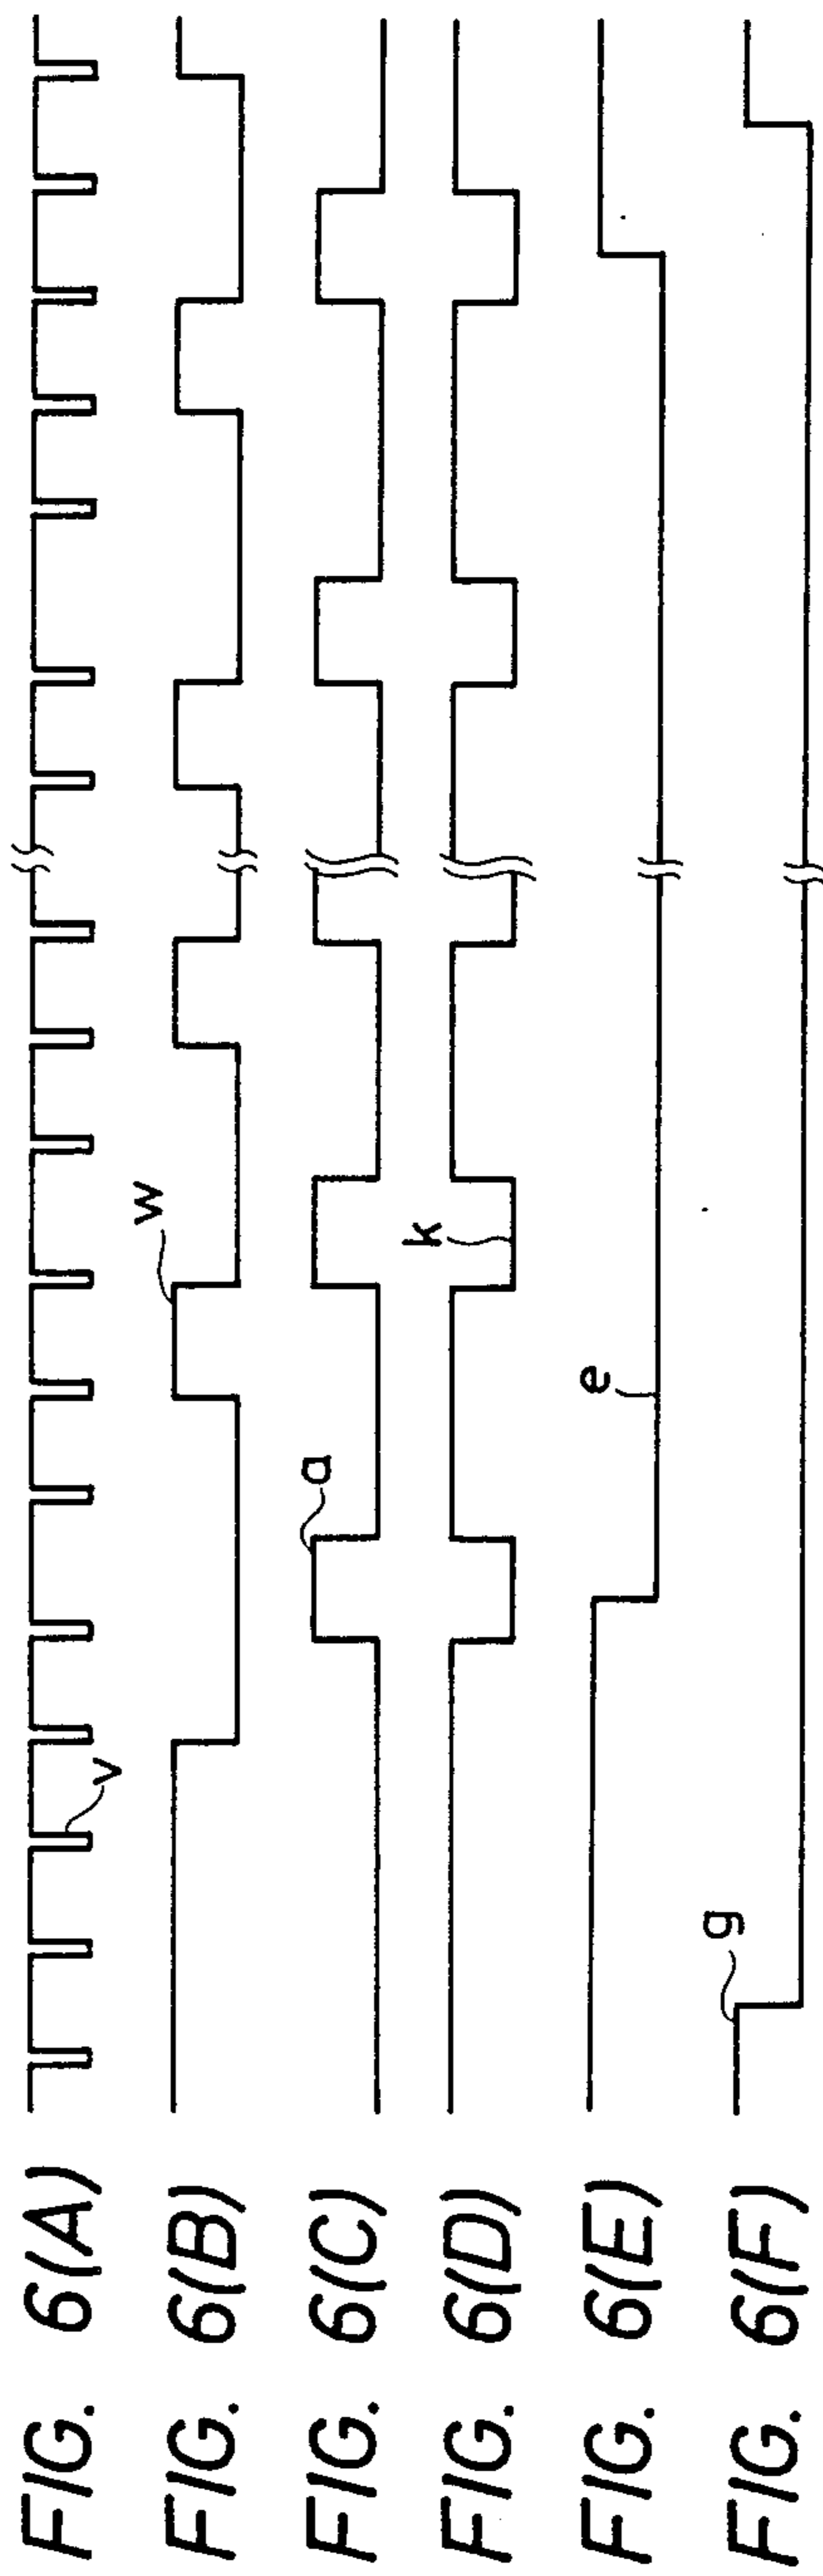 FIG. 6(A)
v
FIG. 6(B)
w
FIG. 6(C)
a
FIG. 6(D)
k
FIG. 6(E)
e
FIG. 6(F)
g